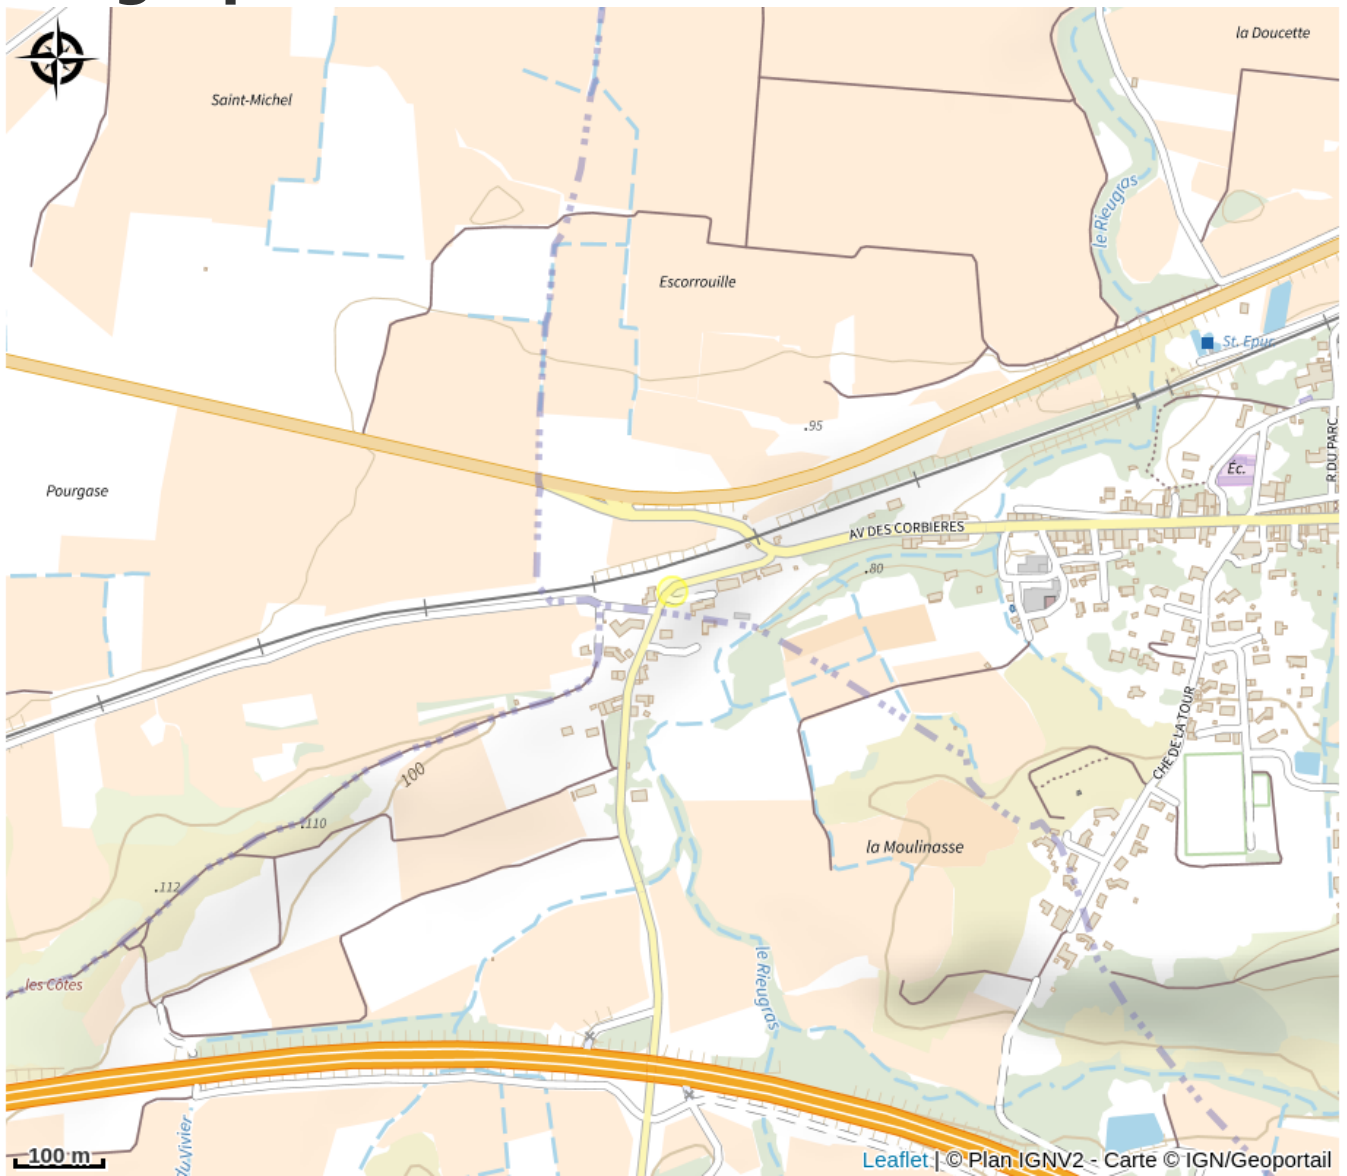 la Doucette
Saint-Michel
le Rieugras
Escorrouille
St. Epur.
.95
R DU PARC
Éc.
Pourgase
AV DES CORBIERES
.80
CHE DE LA TOUR
100
.110
la Moulinasse
.112
les Côtes
le Rieugras
du Vivier
100 m
Leaflet | © Plan IGNV2 - Carte © IGN/Geoportail